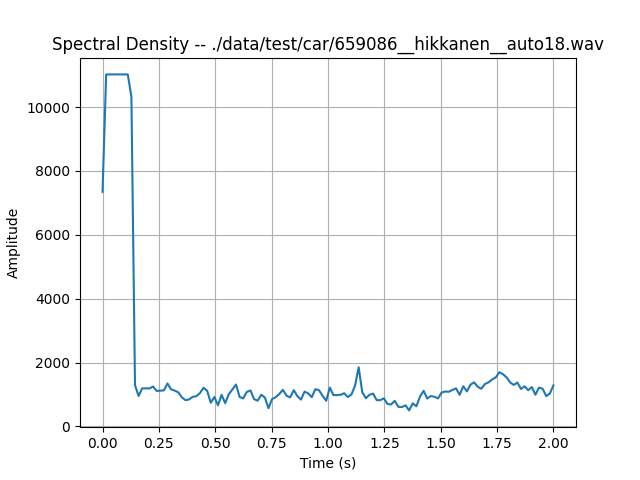 Spectral Density -- ./data/test/car/659086__hikkanen__auto18.wav
10000
8000
6000
4000
2000
0
Amplitude
0.00 0.25 0.50 0.75 1.00 1.25 1.50 1.75 2.00
Time (s)